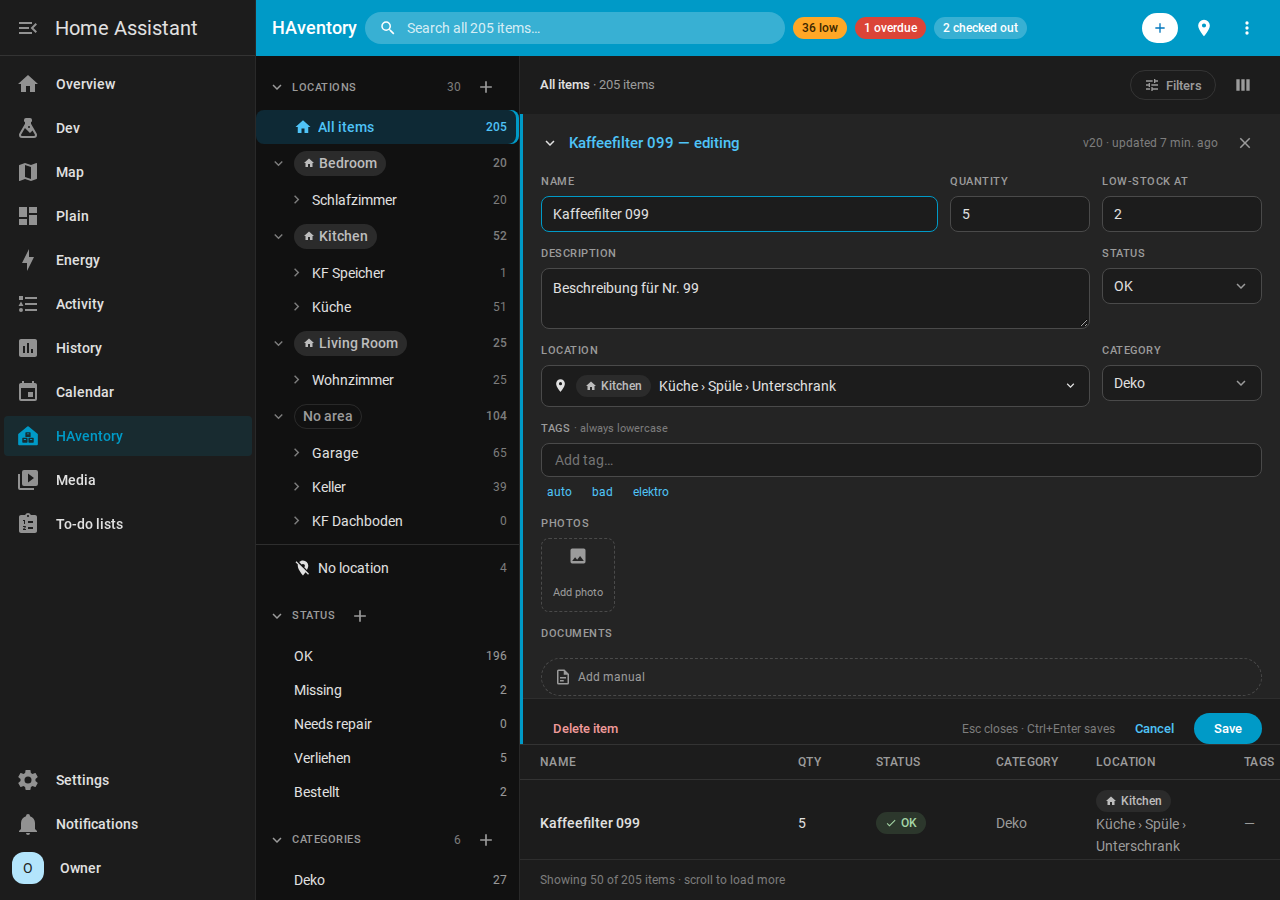 Home Assistant
Overview
Dev
Map
Plain
Energy
Activity
History
Calendar
HAventory
Media
To-do lists
Settings
Notifications
O Owner
HAventory
Search all 205 items…
36 low
1 overdue
2 checked out
LOCATIONS 30
All items 205
Bedroom 20
Schlafzimmer 20
Kitchen 52
KF Speicher 1
Küche 51
Living Room 25
Wohnzimmer 25
No area 104
Garage 65
Keller 39
KF Dachboden 0
No location 4
STATUS
OK 196
Missing 2
Needs repair 0
Verliehen 5
Bestellt 2
CATEGORIES 6
Deko 27
All items · 205 items
Filters
Kaffeefilter 099 — editing
v20 · updated 7 min. ago
NAME QUANTITY LOW-STOCK AT
Kaffeefilter 099 5 2
DESCRIPTION STATUS
Beschreibung für Nr. 99 OK
LOCATION CATEGORY
Kitchen Küche › Spüle › Unterschrank Deko
TAGS · always lowercase
Add tag…
auto bad elektro
PHOTOS
Add photo
DOCUMENTS
Add manual
Delete item Esc closes · Ctrl+Enter saves Cancel Save
NAME QTY STATUS CATEGORY LOCATION TAGS
Kaffeefilter 099 5 OK Deko Kitchen Küche › Spüle › Unterschrank —
Showing 50 of 205 items · scroll to load more